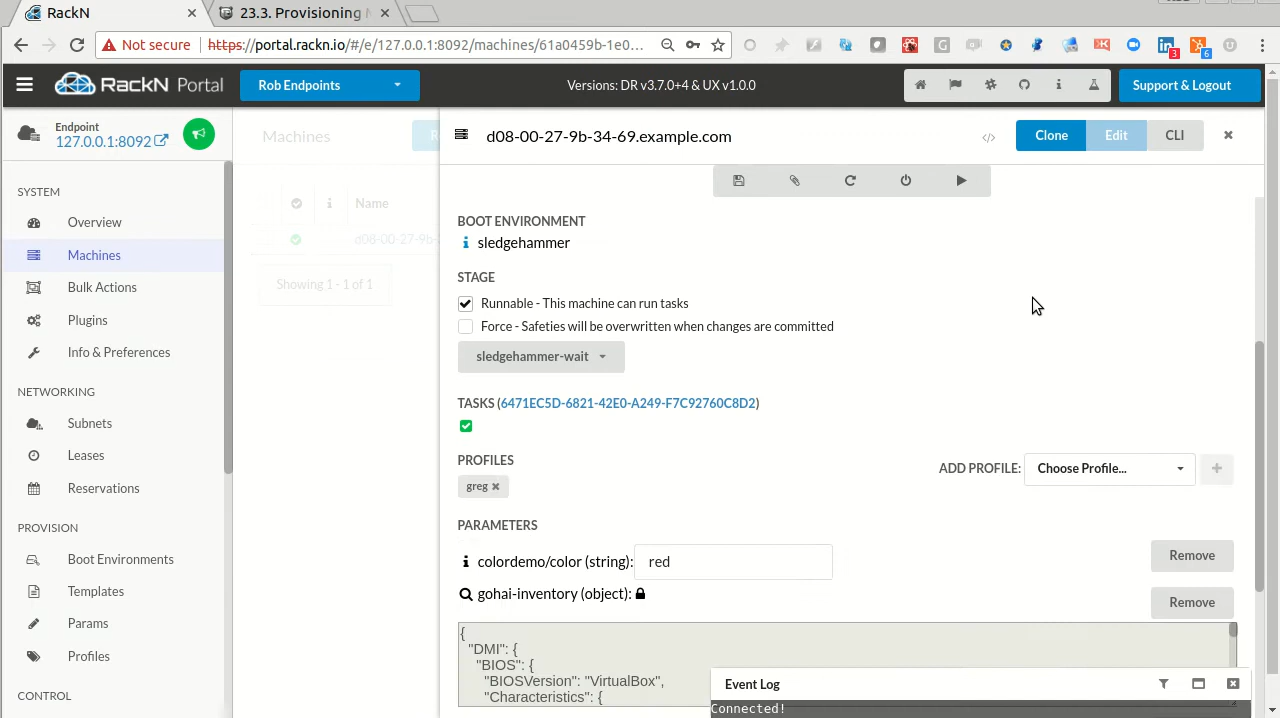 RackN
23.3. Provisioning M
Not secure
https://portal.rackn.io/#/e/127.0.0.1:8092/machines/61a0459b-1e0...
3
6
RackN Portal
Rob Endpoints
Versions: DR v3.7.0+4 & UX v1.0.0
Support & Logout
Endpoint
127.0.0.1:8092
Machines
d08-00-27-9b-34-69.example.com
</>
Clone
Edit
CLI
SYSTEM
Overview
Machines
Bulk Actions
Plugins
Info & Preferences
NETWORKING
Subnets
Leases
Reservations
PROVISION
Boot Environments
Templates
Params
Profiles
CONTROL
Name
d08-00-27-9b-
Showing 1 - 1 of 1
BOOT ENVIRONMENT
sledgehammer
STAGE
Runnable - This machine can run tasks
Force - Safeties will be overwritten when changes are committed
sledgehammer-wait
TASKS (6471EC5D-6821-42E0-A249-F7C92760C8D2)
PROFILES
greg
ADD PROFILE:
Choose Profile...
PARAMETERS
colordemo/color (string):
red
Remove
gohai-inventory (object):
Remove
{
"DMI": {
"BIOS": {
"BIOSVersion": "VirtualBox",
"Characteristics": {
Event Log
Connected!